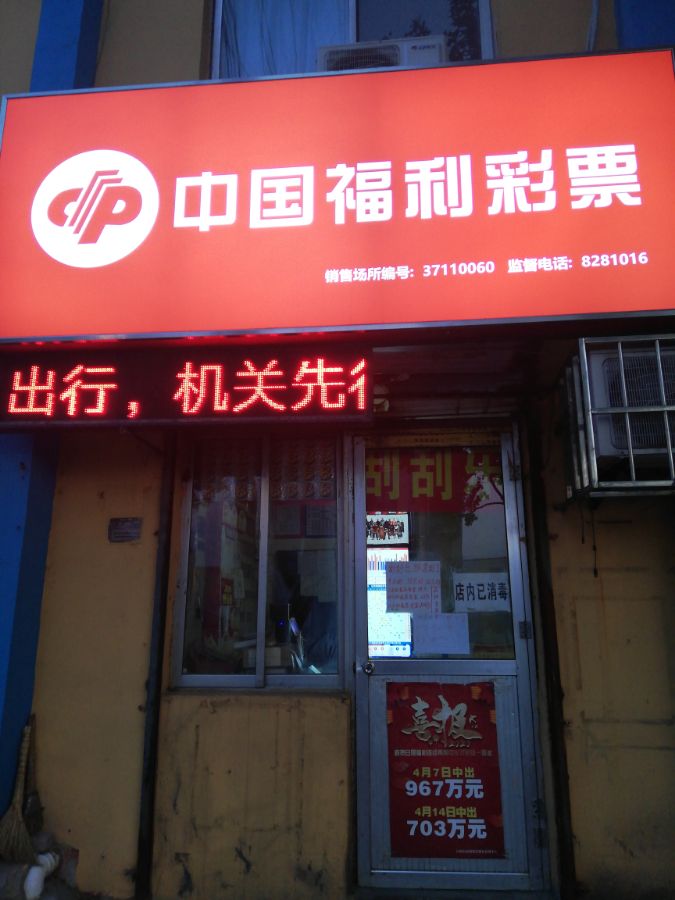 中国福利彩票
销售场所编号: 37110060 监督电话: 8281016
出行，机关先行
刮刮乐
店内已消毒
喜报
4月7日中出
967万元
4月14日中出
703万元